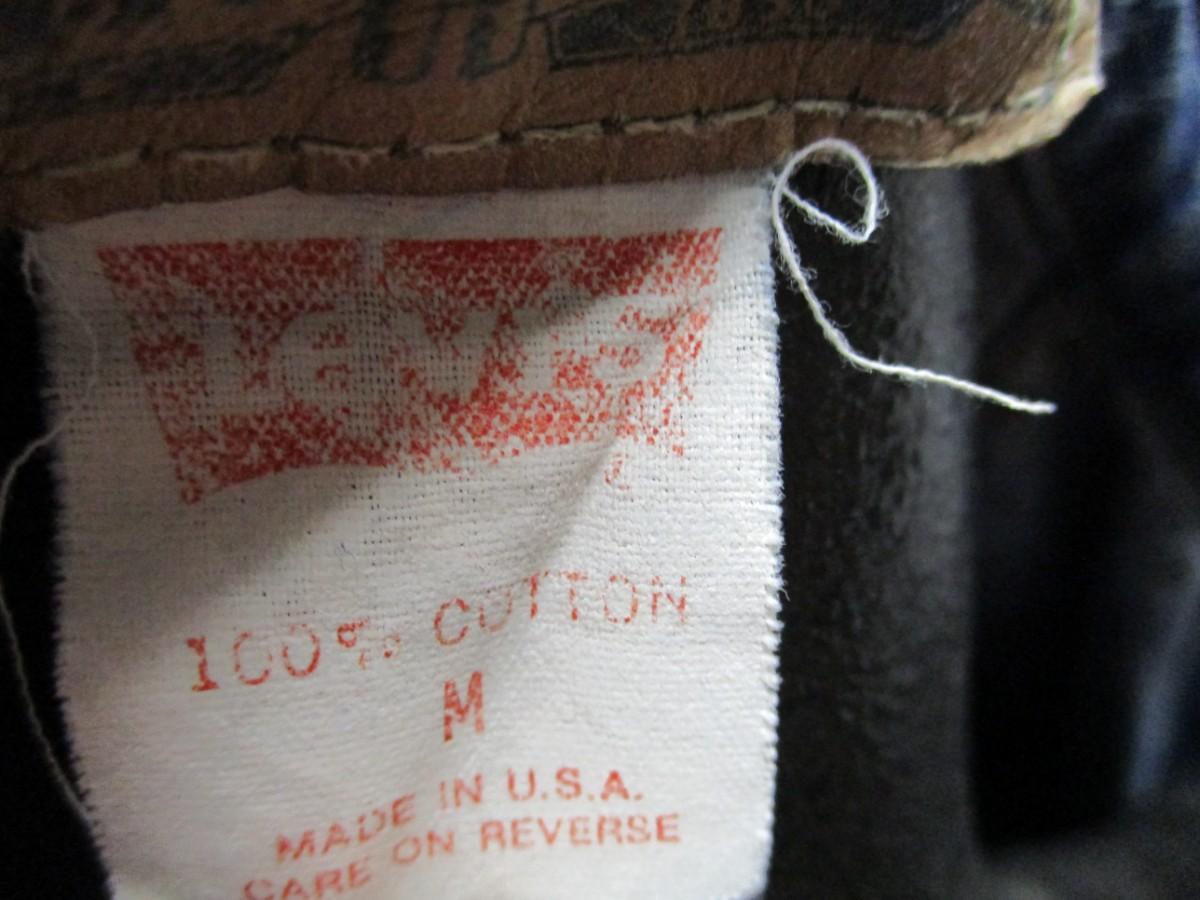 Levi's
100% COTTON
M
MADE IN U.S.A.
CARE ON REVERSE